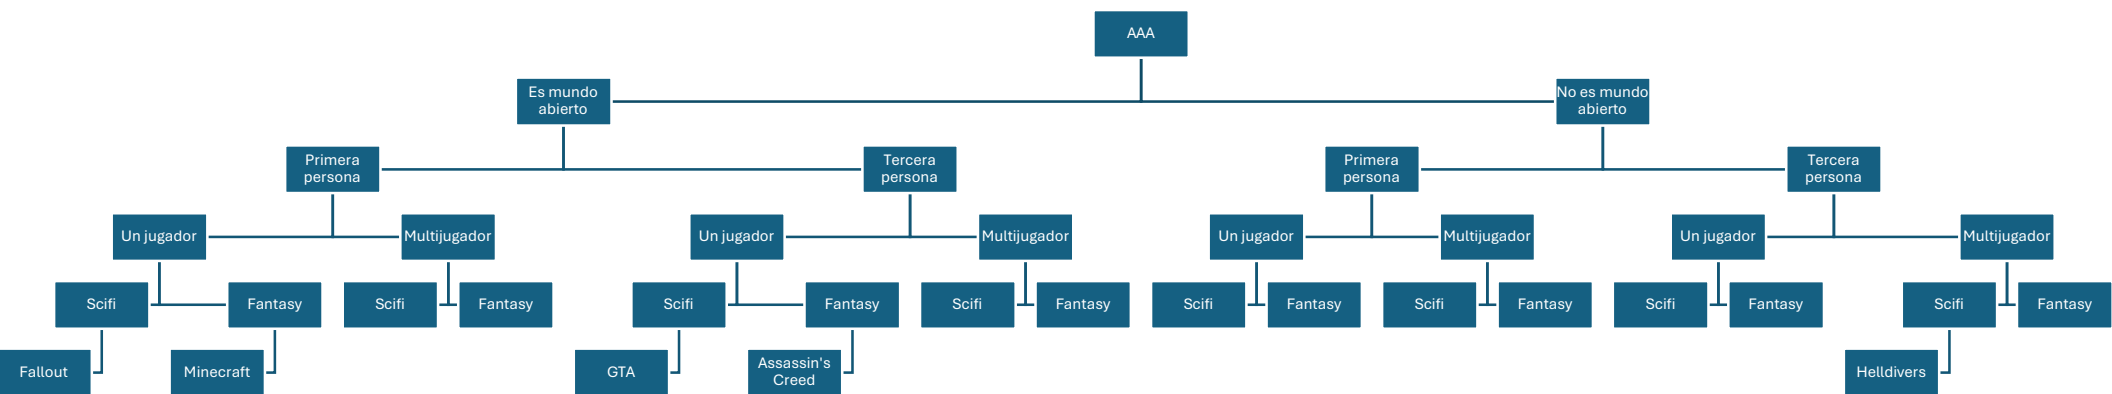 AAA
Es mundo
abierto
No es mundo
abierto
Primera
persona
Tercera
persona
Primera
persona
Tercera
persona
Un jugador
Multijugador
Un jugador
Multijugador
Un jugador
Multijugador
Un jugador
Multijugador
Scifi
Fantasy
Scifi
Fantasy
Scifi
Fantasy
Scifi
Fantasy
Scifi
Fantasy
Scifi
Fantasy
Scifi
Fantasy
Scifi
Fantasy
Fallout
Minecraft
GTA
Assassin's
Creed
Helldivers